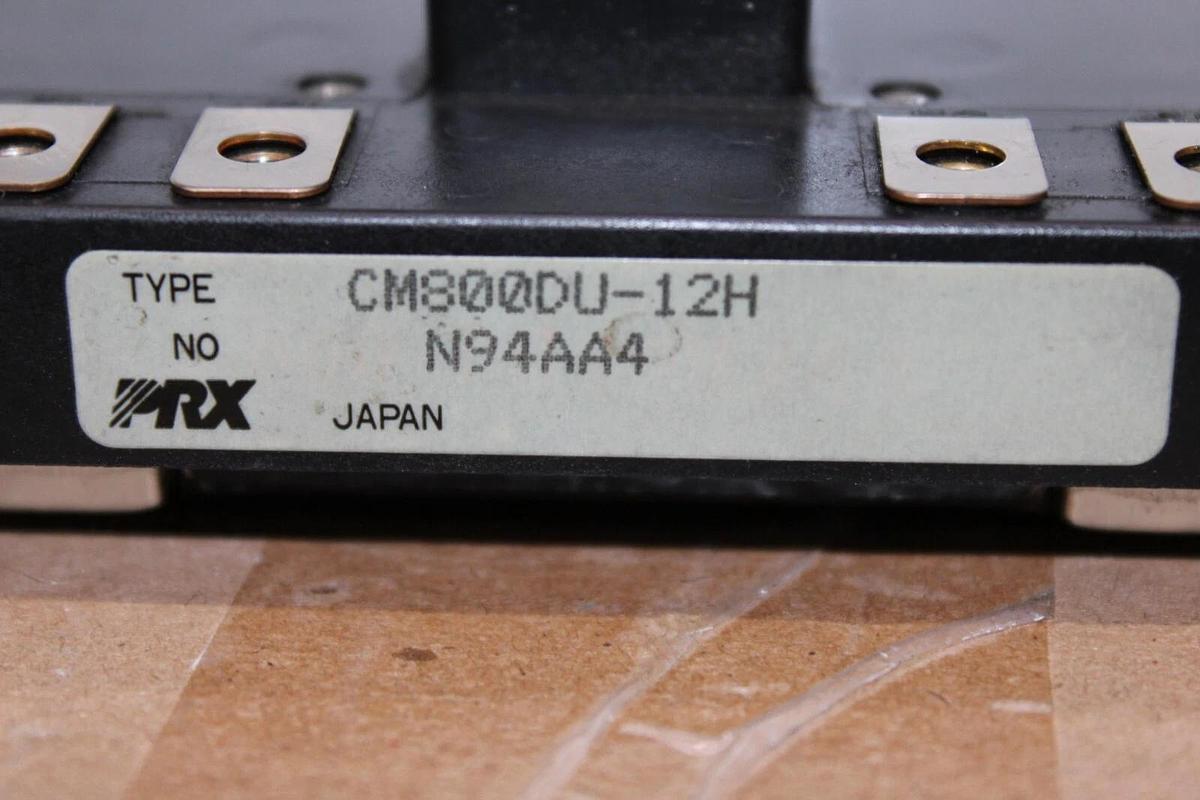 TYPE CM800DU-12H
NO N94AA4
PRX JAPAN